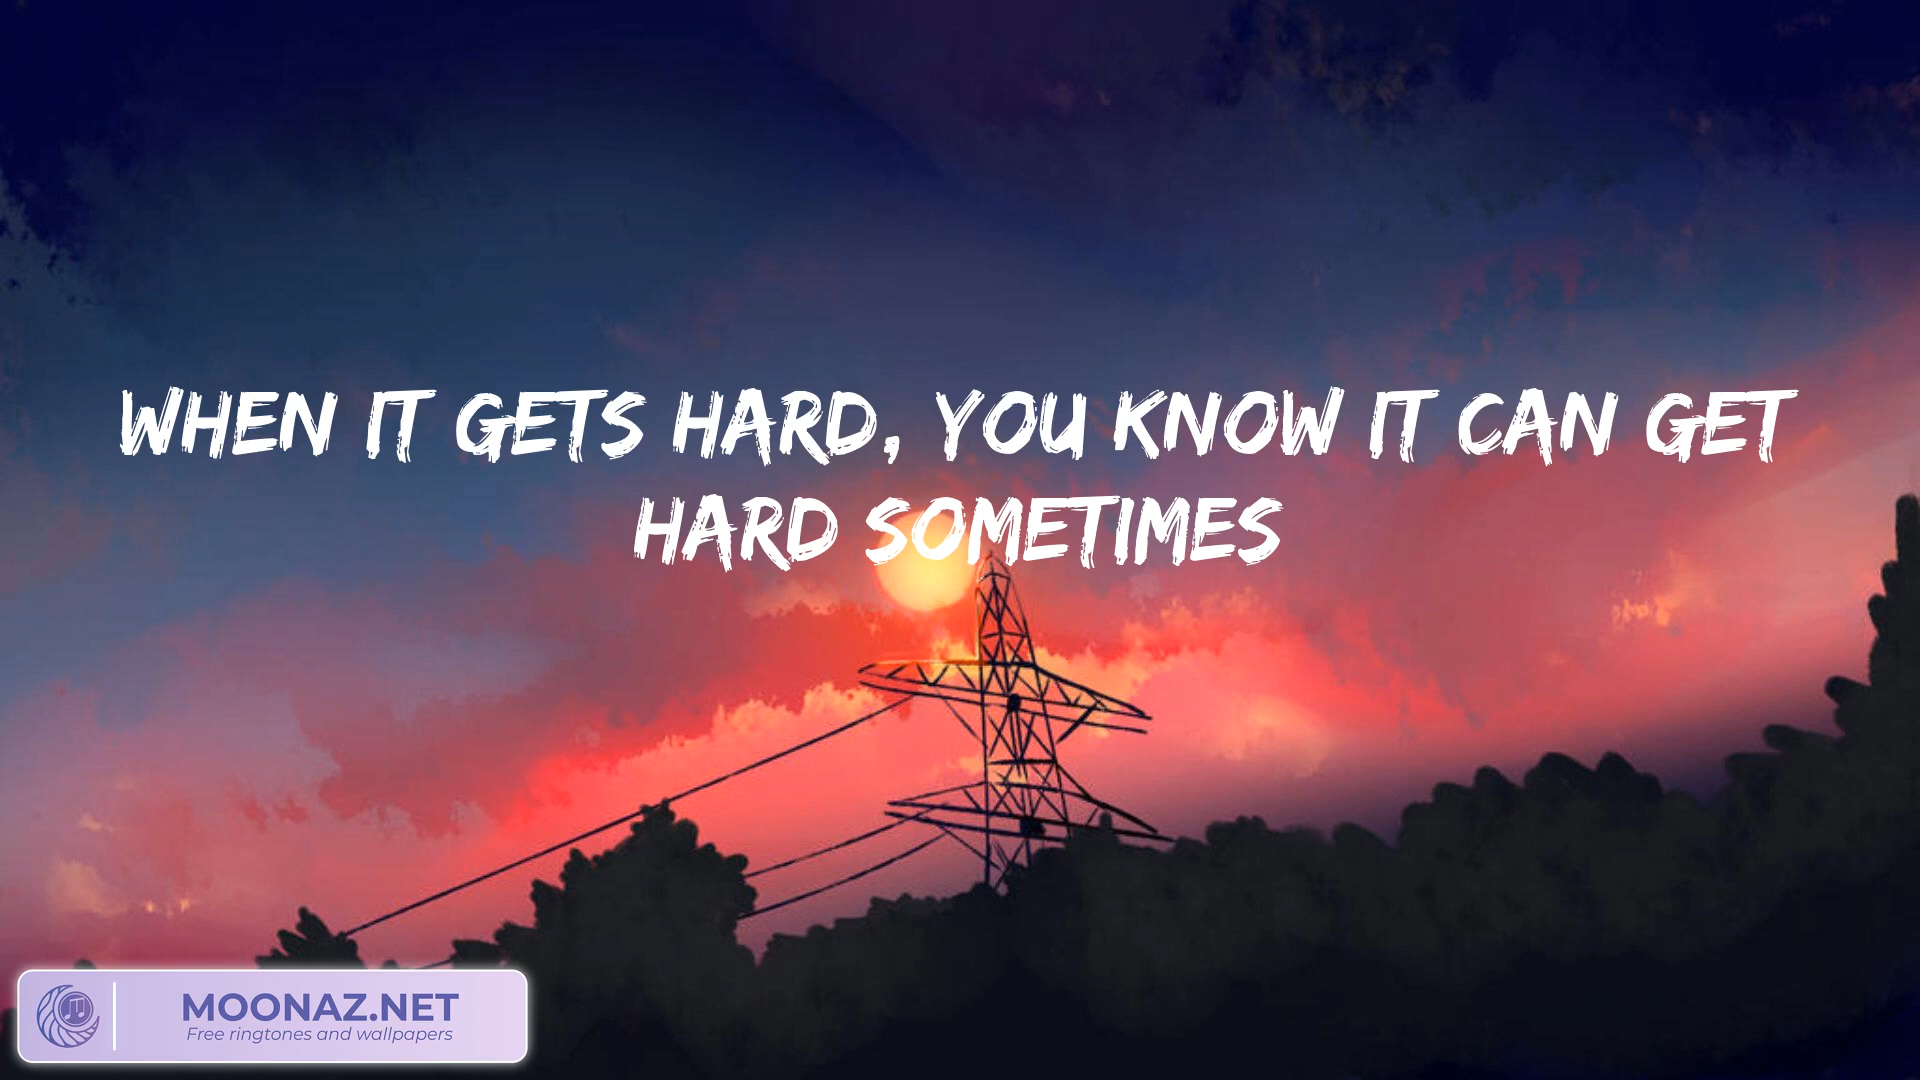 WHEN IT GETS HARD, YOU KNOW IT CAN GET
HARD SOMETIMES
MOONAZ.NET
Free ringtones and wallpapers